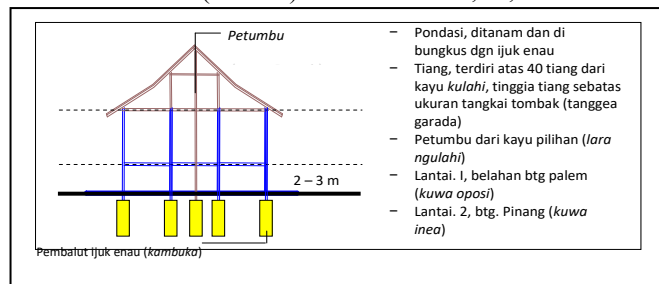 Petumbu
2 – 3 m
Pembalut ijuk enau (kambuka)
– Pondasi, ditanam dan di
bungkus dgn ijuk enau
– Tiang, terdiri atas 40 tiang dari
kayu kulahi, tinggia tiang sebatas
ukuran tangkai tombak (tanggea
garada)
– Petumbu dari kayu pilihan (lara
ngulahi)
– Lantai. I, belahan btg palem
(kuwa oposi)
– Lantai. 2, btg. Pinang (kuwa
inea)